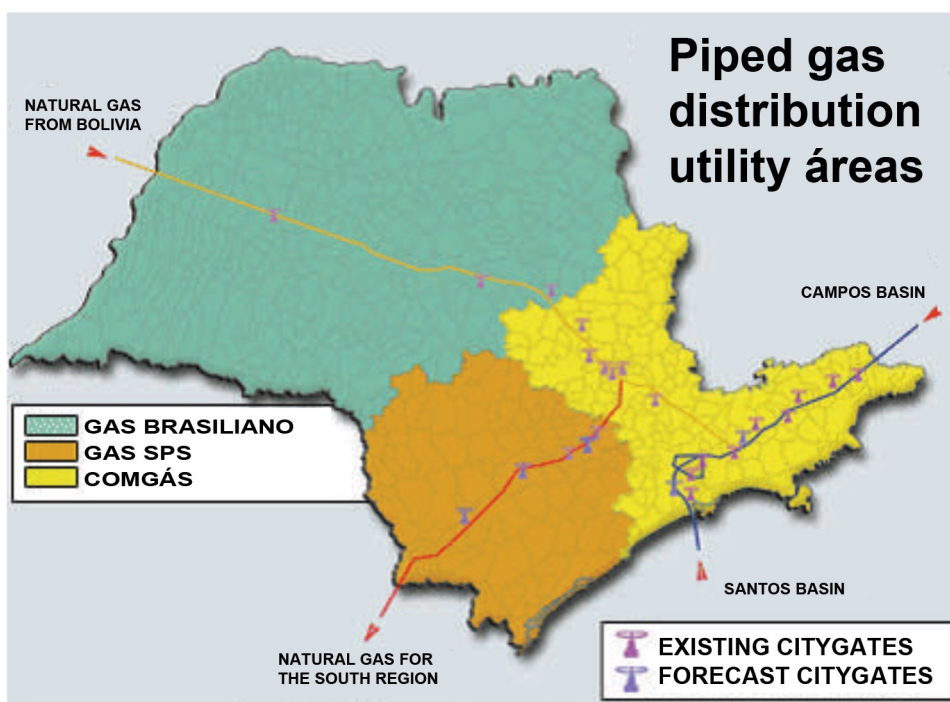 Piped gas
distribution
utility áreas
NATURAL GAS
FROM BOLIVIA
CAMPOS BASIN
GAS BRASILIANO
GAS SPS
COMGÁS
SANTOS BASIN
NATURAL GAS FOR
THE SOUTH REGION
EXISTING CITYGATES
FORECAST CITYGATES